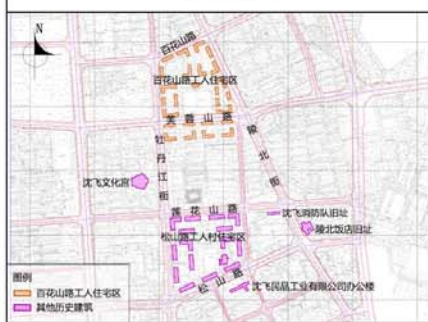 N
百花山路
百花山路工人住宅区
芙蓉山路
牡丹江街
陵北街
沈飞文化宫
莲花山路
沈飞消防队旧址
陵北饭店旧址
松山路工人村住宅区
松山路
沈飞民品工业有限公司办公楼
图例
百花山路工人住宅区
其他历史建筑